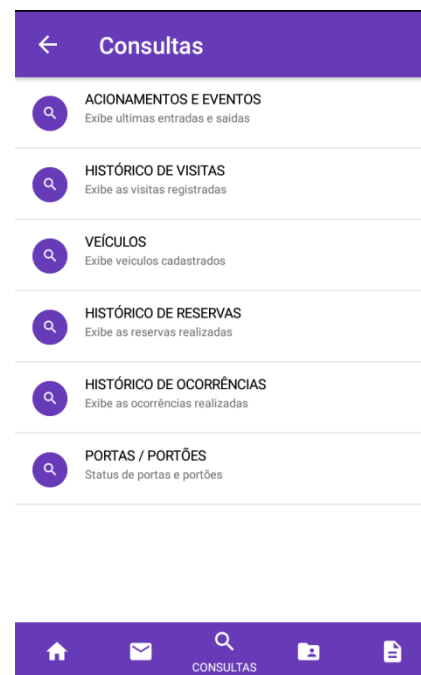 Consultas
ACIONAMENTOS E EVENTOS
Exibe ultimas entradas e saidas
HISTÓRICO DE VISITAS
Exibe as visitas registradas
VEÍCULOS
Exibe veiculos cadastrados
HISTÓRICO DE RESERVAS
Exibe as reservas realizadas
HISTÓRICO DE OCORRÊNCIAS
Exibe as ocorrências realizadas
PORTAS / PORTÕES
Status de portas e portões
CONSULTAS